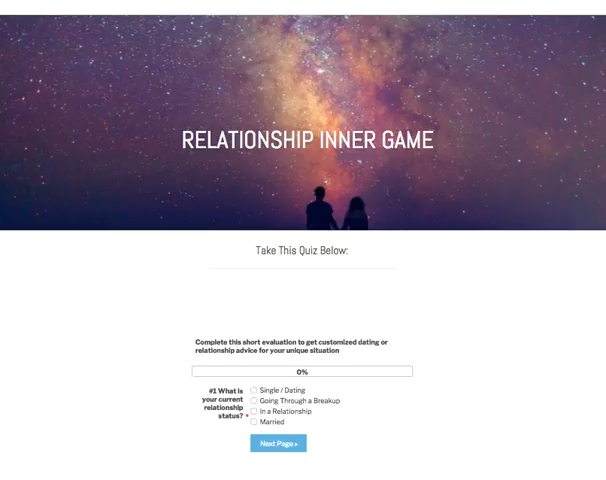 RELATIONSHIP INNER GAME
Take This Quiz Below:
Complete this short evaluation to get customized dating or
relationship advice for your unique situation
0%
#1 What is
your current
relationship
status? *
Single / Dating
Going Through a Breakup
In a Relationship
Married
Next Page »